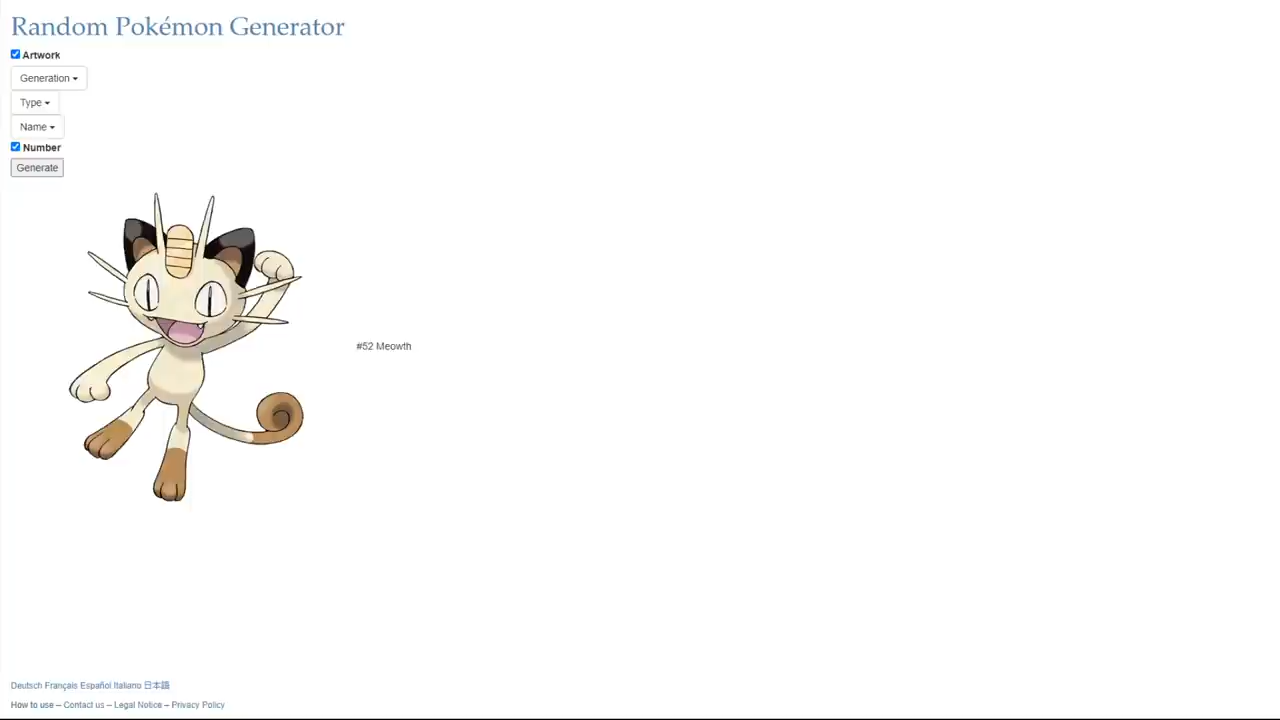 Random Pokémon Generator
Artwork
Generation
Type
Name
Number
Generate
#52 Meowth
Deutsch Français Español Italiano 日本語
How to use – Contact us – Legal Notice – Privacy Policy